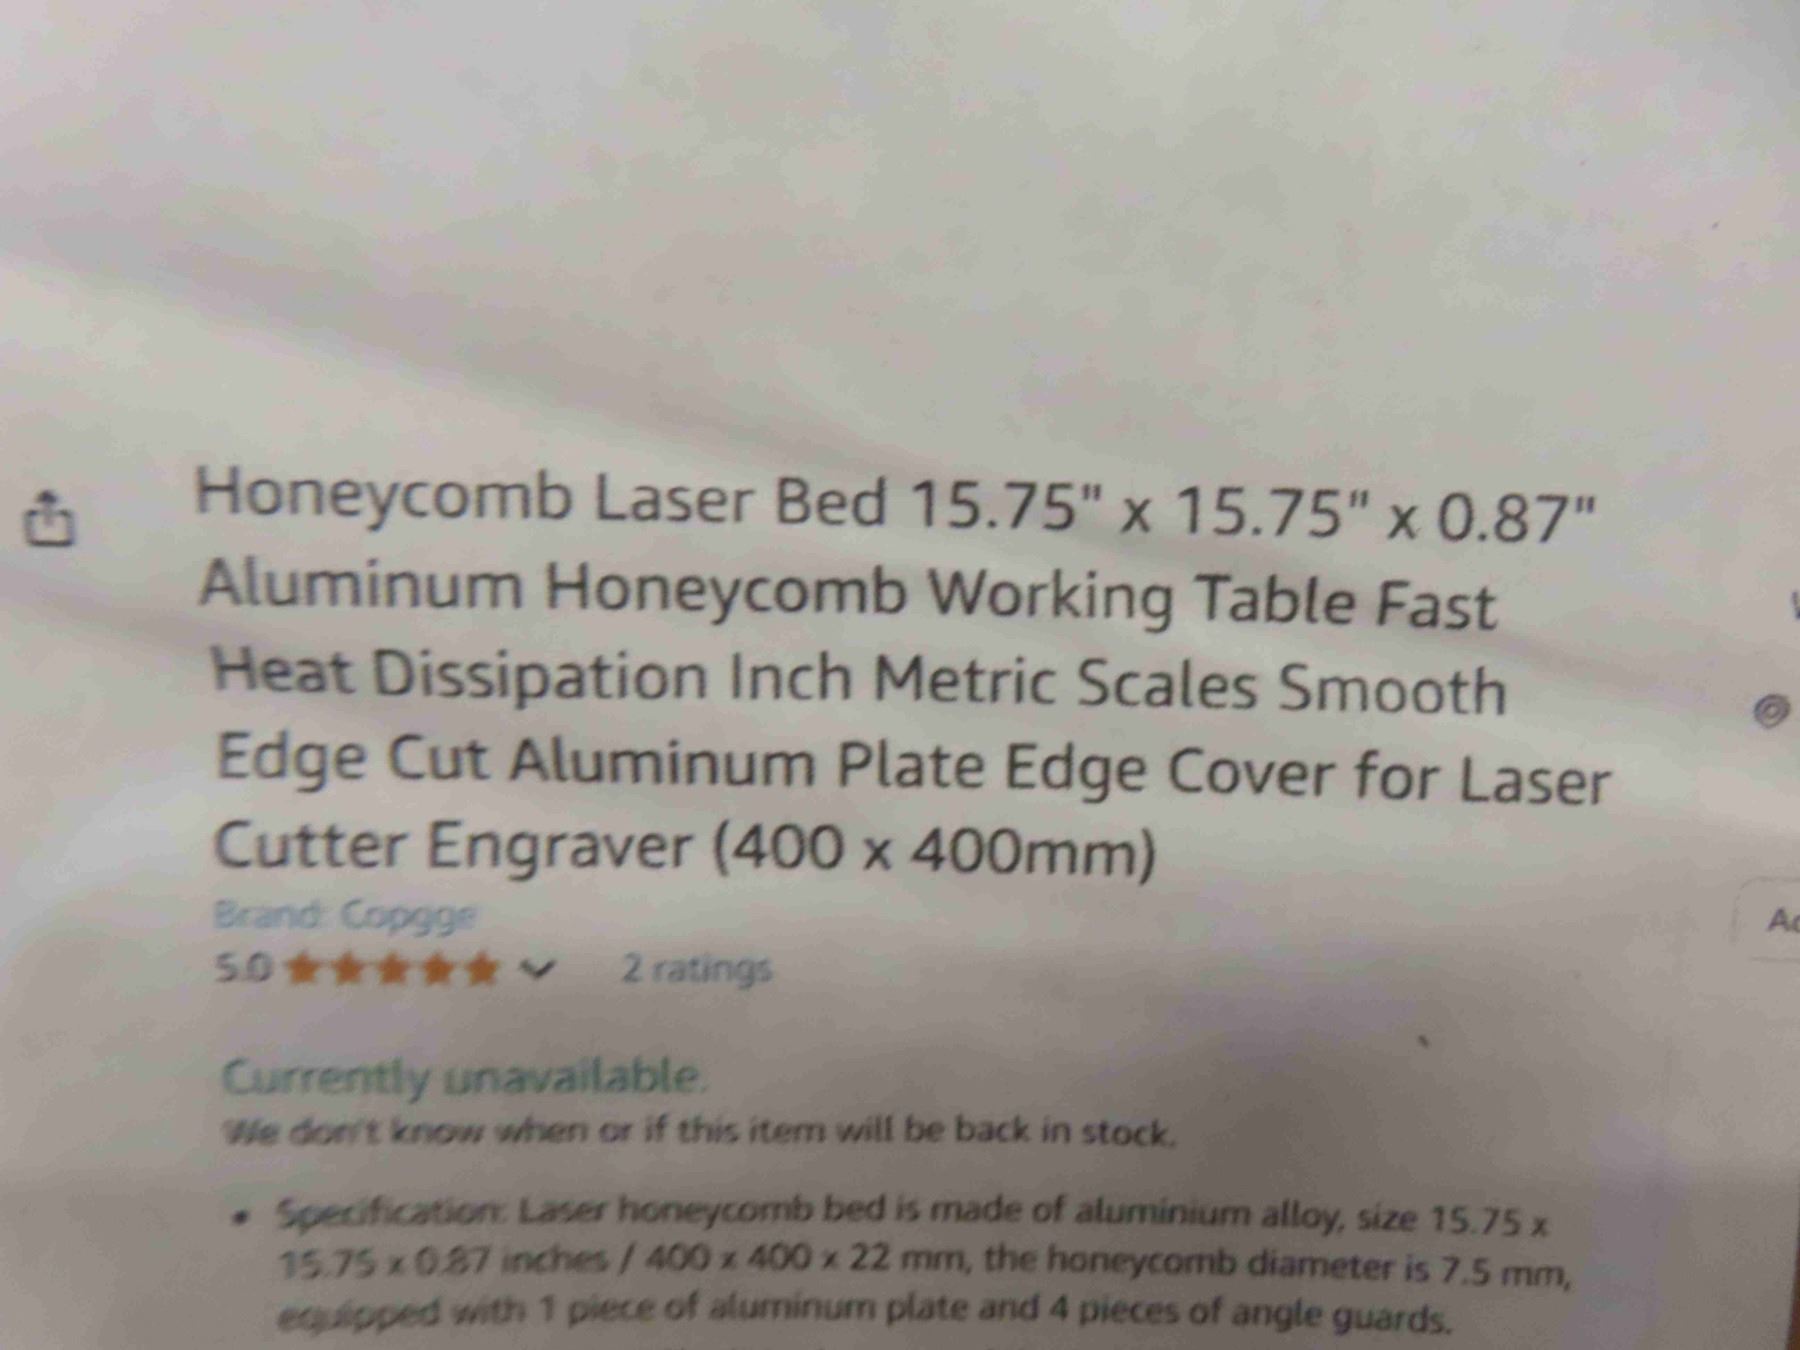 Honeycomb Laser Bed 15.75" x 15.75" x 0.87"
Aluminum Honeycomb Working Table Fast
Heat Dissipation Inch Metric Scales Smooth
Edge Cut Aluminum Plate Edge Cover for Laser
Cutter Engraver (400 x 400mm)
Brand: Copgge
5.0 2 ratings
Currently unavailable.
We don't know when or if this item will be back in stock.
• Specification: Laser honeycomb bed is made of aluminium alloy, size 15.75 x
15.75 x 0.87 inches / 400 x 400 x 22 mm, the honeycomb diameter is 7.5 mm,
equipped with 1 piece of aluminum plate and 4 pieces of angle guards.